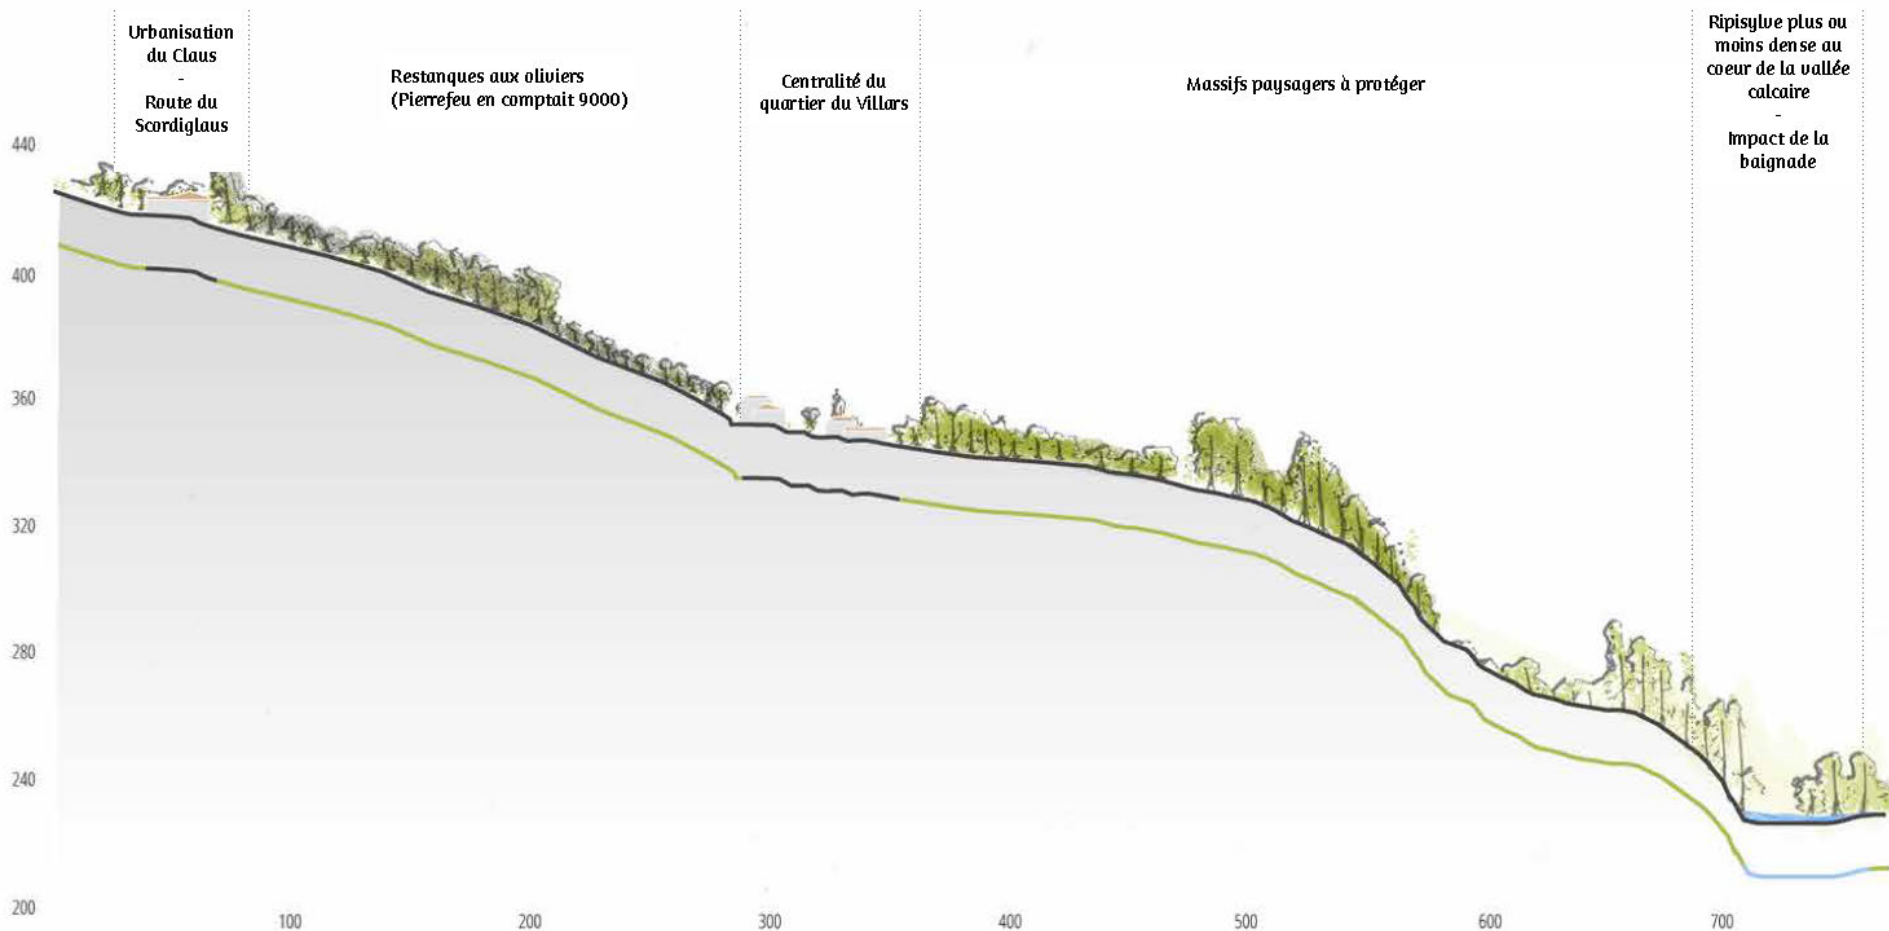 Urbanisation
du Claus
-
Route du
Scordiglaus
Restanques aux oliviers
(Pierrefeu en comptait 9000)
Centralité du
quartier du Villars
Massifs paysagers à protéger
Ripisylve plus ou
moins dense au
coeur de la vallée
calcaire
-
Impact de la
baignade
440
400
360
320
280
240
200
100
200
300
400
500
600
700